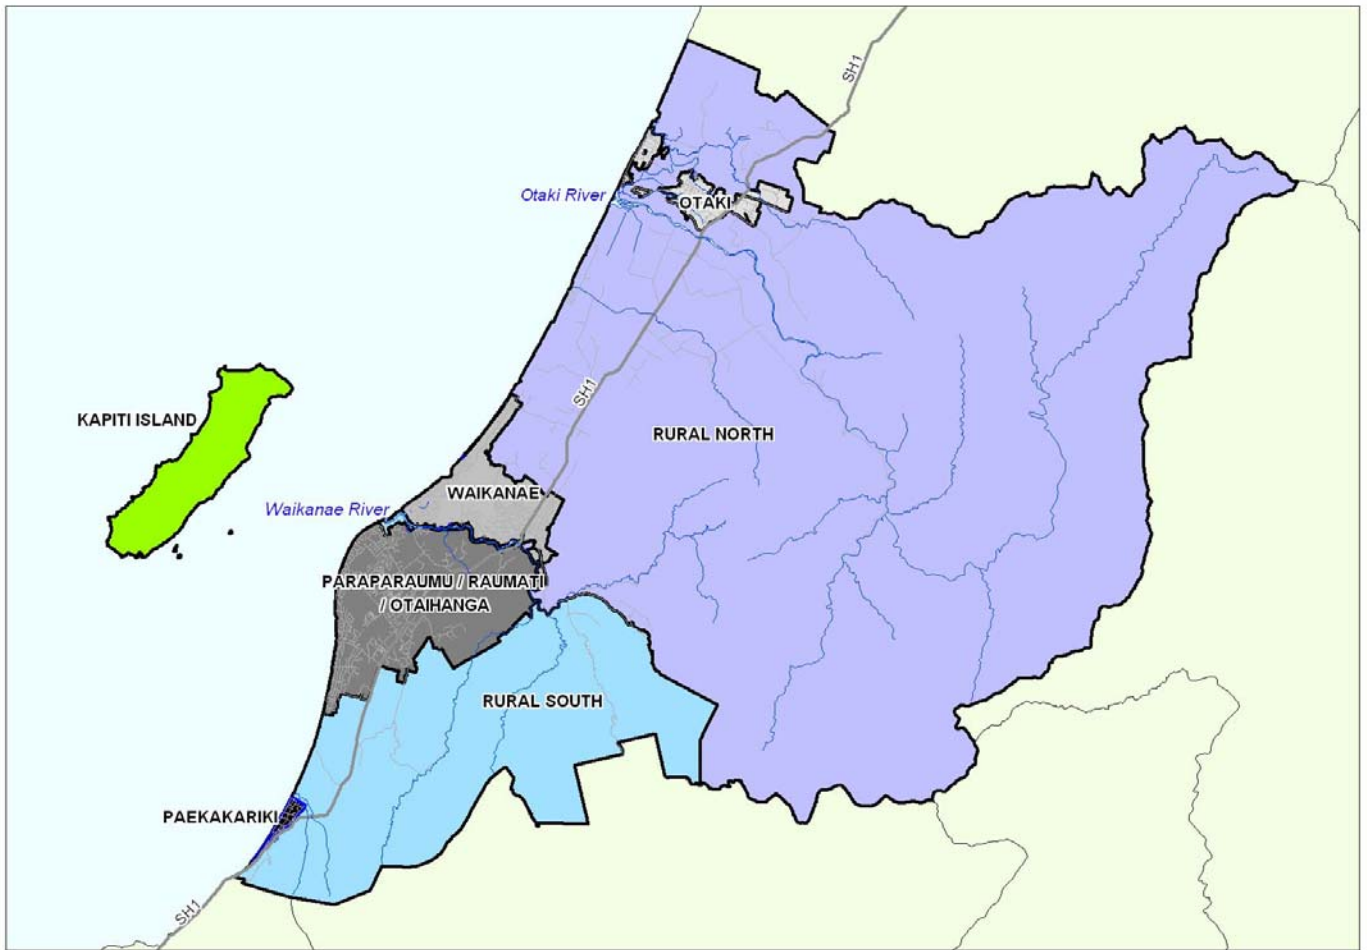 SH1
Otaki River
OTAKI
SH1
KAPITI ISLAND
RURAL NORTH
WAIKANAE
Waikanae River
PARAPARAUMU / RAUMATI
/ OTAIHANGA
RURAL SOUTH
PAEKAKARIKI
SH1